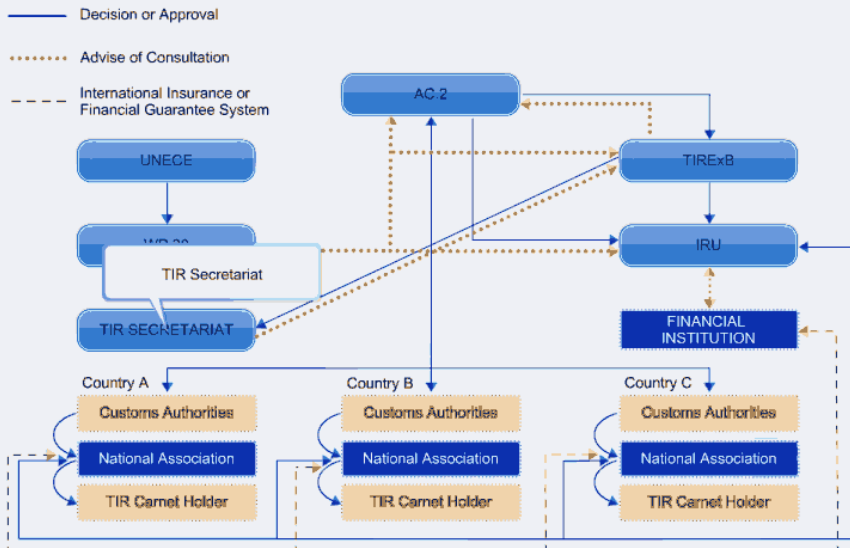 Decision or Approval
Advise of Consultation
International Insurance or
Financial Guarantee System
AC.2
UNECE
TIRExB
IRU
TIR Secretariat
TIR SECRETARIAT
FINANCIAL
INSTITUTION
Country A
Country B
Country C
Customs Authorities
Customs Authorities
Customs Authorities
National Association
National Association
National Association
TIR Carnet Holder
TIR Carnet Holder
TIR Carnet Holder